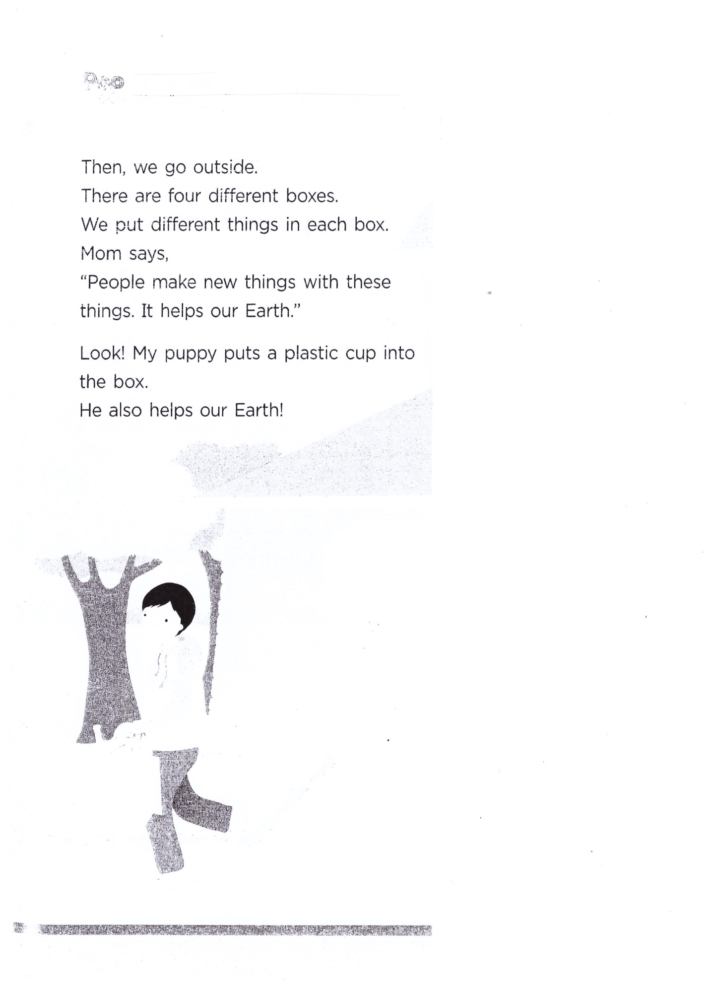 Then, we go outside.
There are four different boxes.
We put different things in each box.
Mom says,
“People make new things with these
things. It helps our Earth.”
Look! My puppy puts a plastic cup into
the box.
He also helps our Earth!